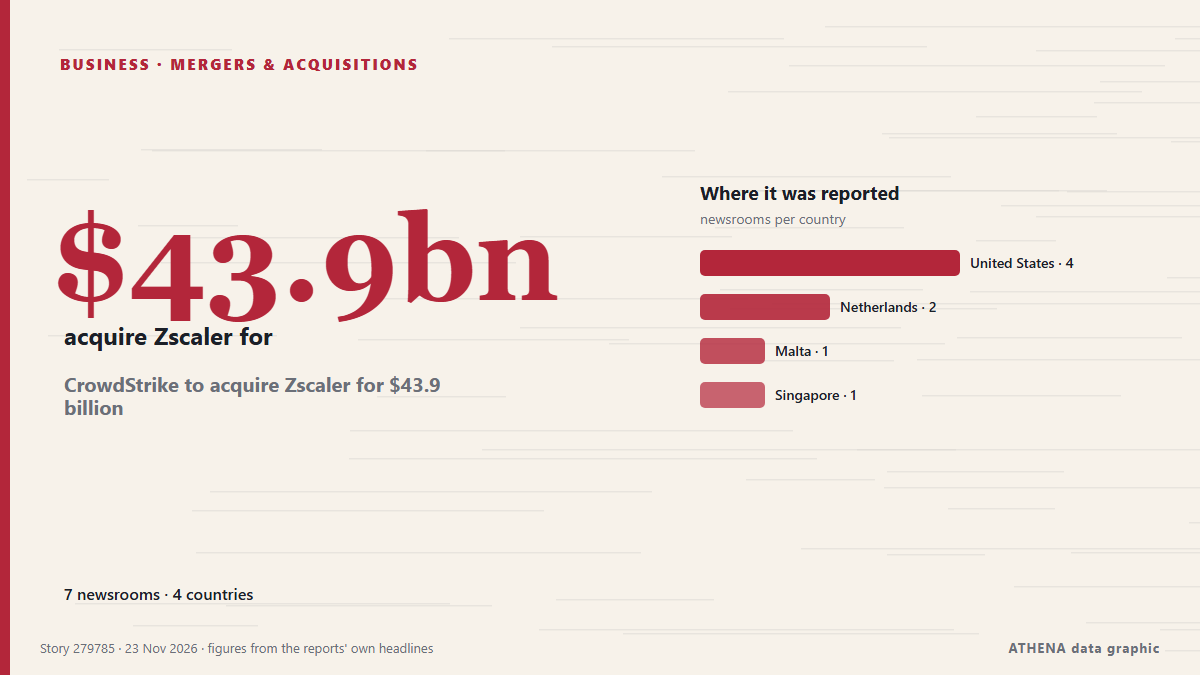 BUSINESS · MERGERS & ACQUISITIONS
$43.9bn
acquire Zscaler for
CrowdStrike to acquire Zscaler for $43.9
billion
Where it was reported
newsrooms per country
United States · 4
Netherlands · 2
Malta · 1
Singapore · 1
7 newsrooms · 4 countries
Story 279785 · 23 Nov 2026 · figures from the reports' own headlines
ATHENA data graphic